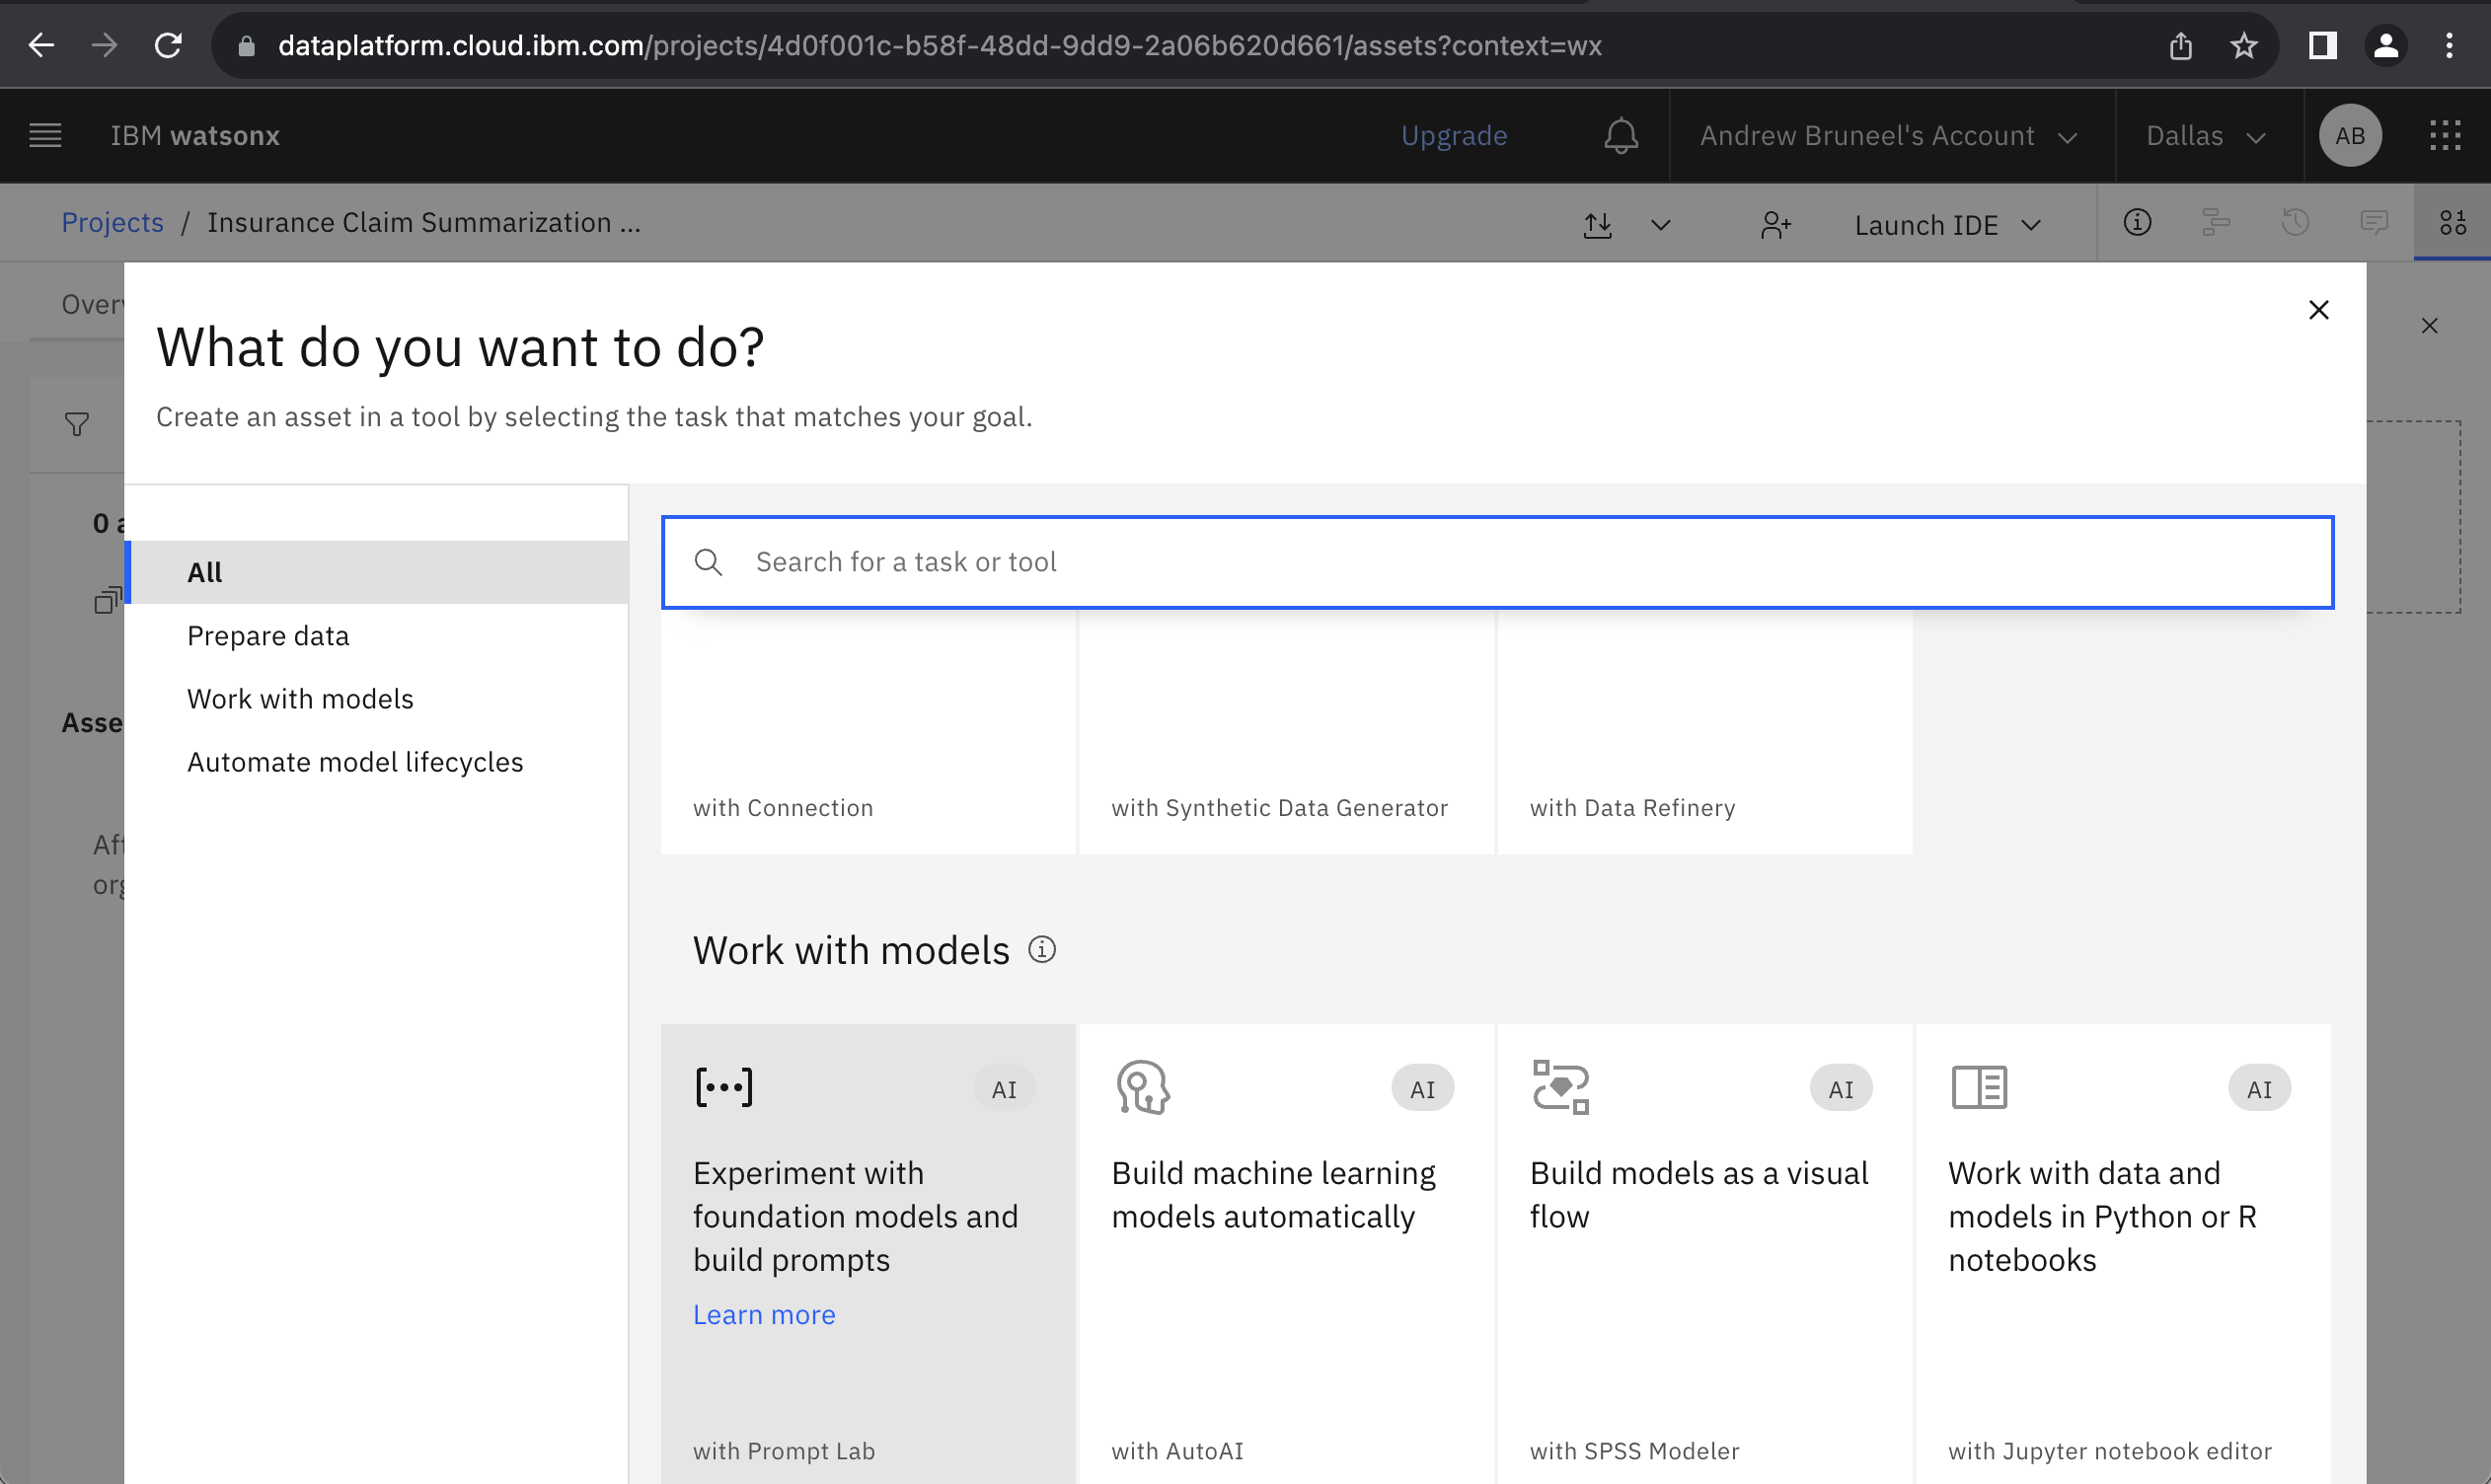 dataplatform.cloud.ibm.com/projects/4d0f001c-b58f-48dd-9dd9-2a06b620d661/assets?context=wx
IBM watsonx
Upgrade
Andrew Bruneel's Account
Dallas
AB
Projects / Insurance Claim Summarization ...
Launch IDE
What do you want to do?
Create an asset in a tool by selecting the task that matches your goal.
0
All
Prepare data
Work with models
Automate model lifecycles
Search for a task or tool
with Connection
with Synthetic Data Generator
with Data Refinery
Work with models
AI
Experiment with
foundation models and
build prompts
Learn more
with Prompt Lab
AI
Build machine learning
models automatically
with AutoAI
AI
Build models as a visual
flow
with SPSS Modeler
AI
Work with data and
models in Python or R
notebooks
with Jupyter notebook editor